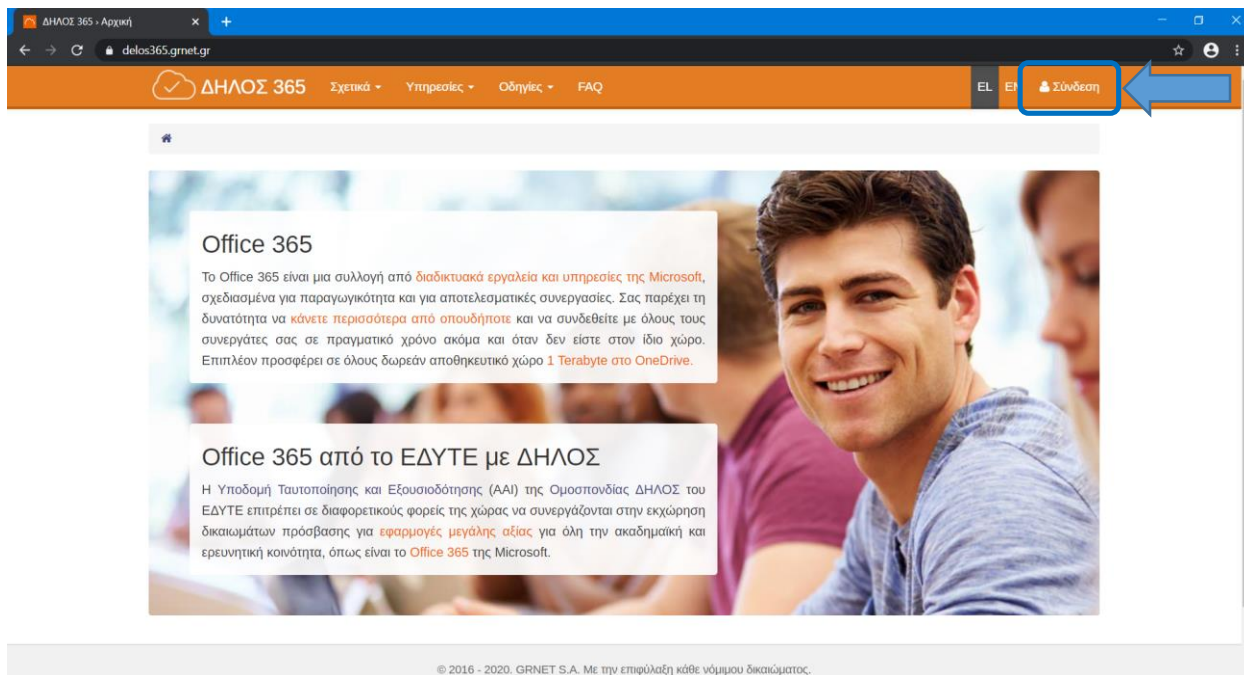 ΔΗΛΟΣ 365 › Αρχική
delos365.grnet.gr
ΔΗΛΟΣ 365 Σχετικά Υπηρεσίες Οδηγίες FAQ EL Σύνδεση
Office 365
Το Office 365 είναι μια συλλογή από διαδικτυακά εργαλεία και υπηρεσίες της Microsoft,
σχεδιασμένα για παραγωγικότητα και για αποτελεσματικές συνεργασίες. Σας παρέχει τη
δυνατότητα να κάνετε περισσότερα από οπουδήποτε και να συνδεθείτε με όλους τους
συνεργάτες σας σε πραγματικό χρόνο ακόμα και όταν δεν είστε στον ίδιο χώρο.
Επιπλέον προσφέρει σε όλους δωρεάν αποθηκευτικό χώρο 1 Terabyte στο OneDrive.
Office 365 από το ΕΔΥΤΕ με ΔΗΛΟΣ
Η Υποδομή Ταυτοποίησης και Εξουσιοδότησης (AAI) της Ομοσπονδίας ΔΗΛΟΣ του
ΕΔΥΤΕ επιτρέπει σε διαφορετικούς φορείς της χώρας να συνεργάζονται στην εκχώρηση
δικαιωμάτων πρόσβασης για εφαρμογές μεγάλης αξίας για όλη την ακαδημαϊκή και
ερευνητική κοινότητα, όπως είναι το Office 365 της Microsoft.
© 2016 - 2020. GRNET S.A. Με την επιφύλαξη κάθε νόμιμου δικαιώματος.